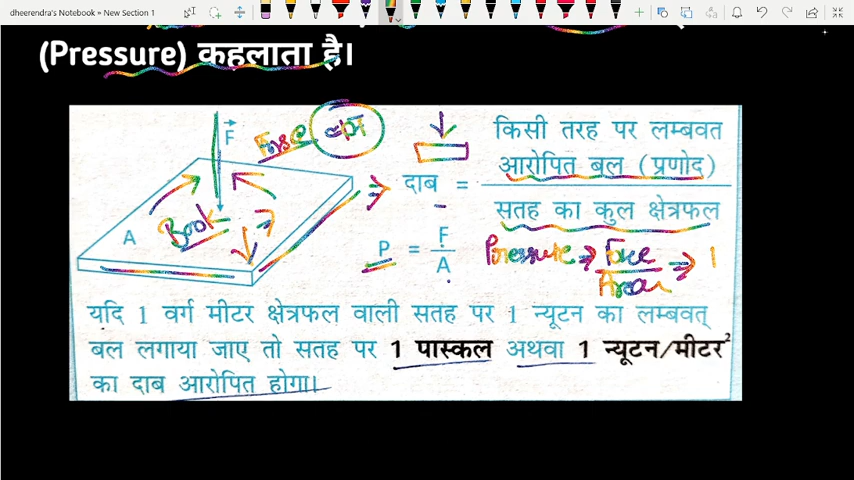 dheerendra's Notebook » New Section 1
(Pressure) कहलाता है।
F
Force
किसी तरह पर लम्बवत
आरोपित बल (प्रणोद)
दाब =
सतह का कुल क्षेत्रफल
A
Book
P = F/A
Pressure ⇒ Force/Area ⇒
यदि 1 वर्ग मीटर क्षेत्रफल वाली सतह पर 1 न्यूटन का लम्बवत्
बल लगाया जाए तो सतह पर 1 पास्कल अथवा 1 न्यूटन/मीटर²
का दाब आरोपित होगा।